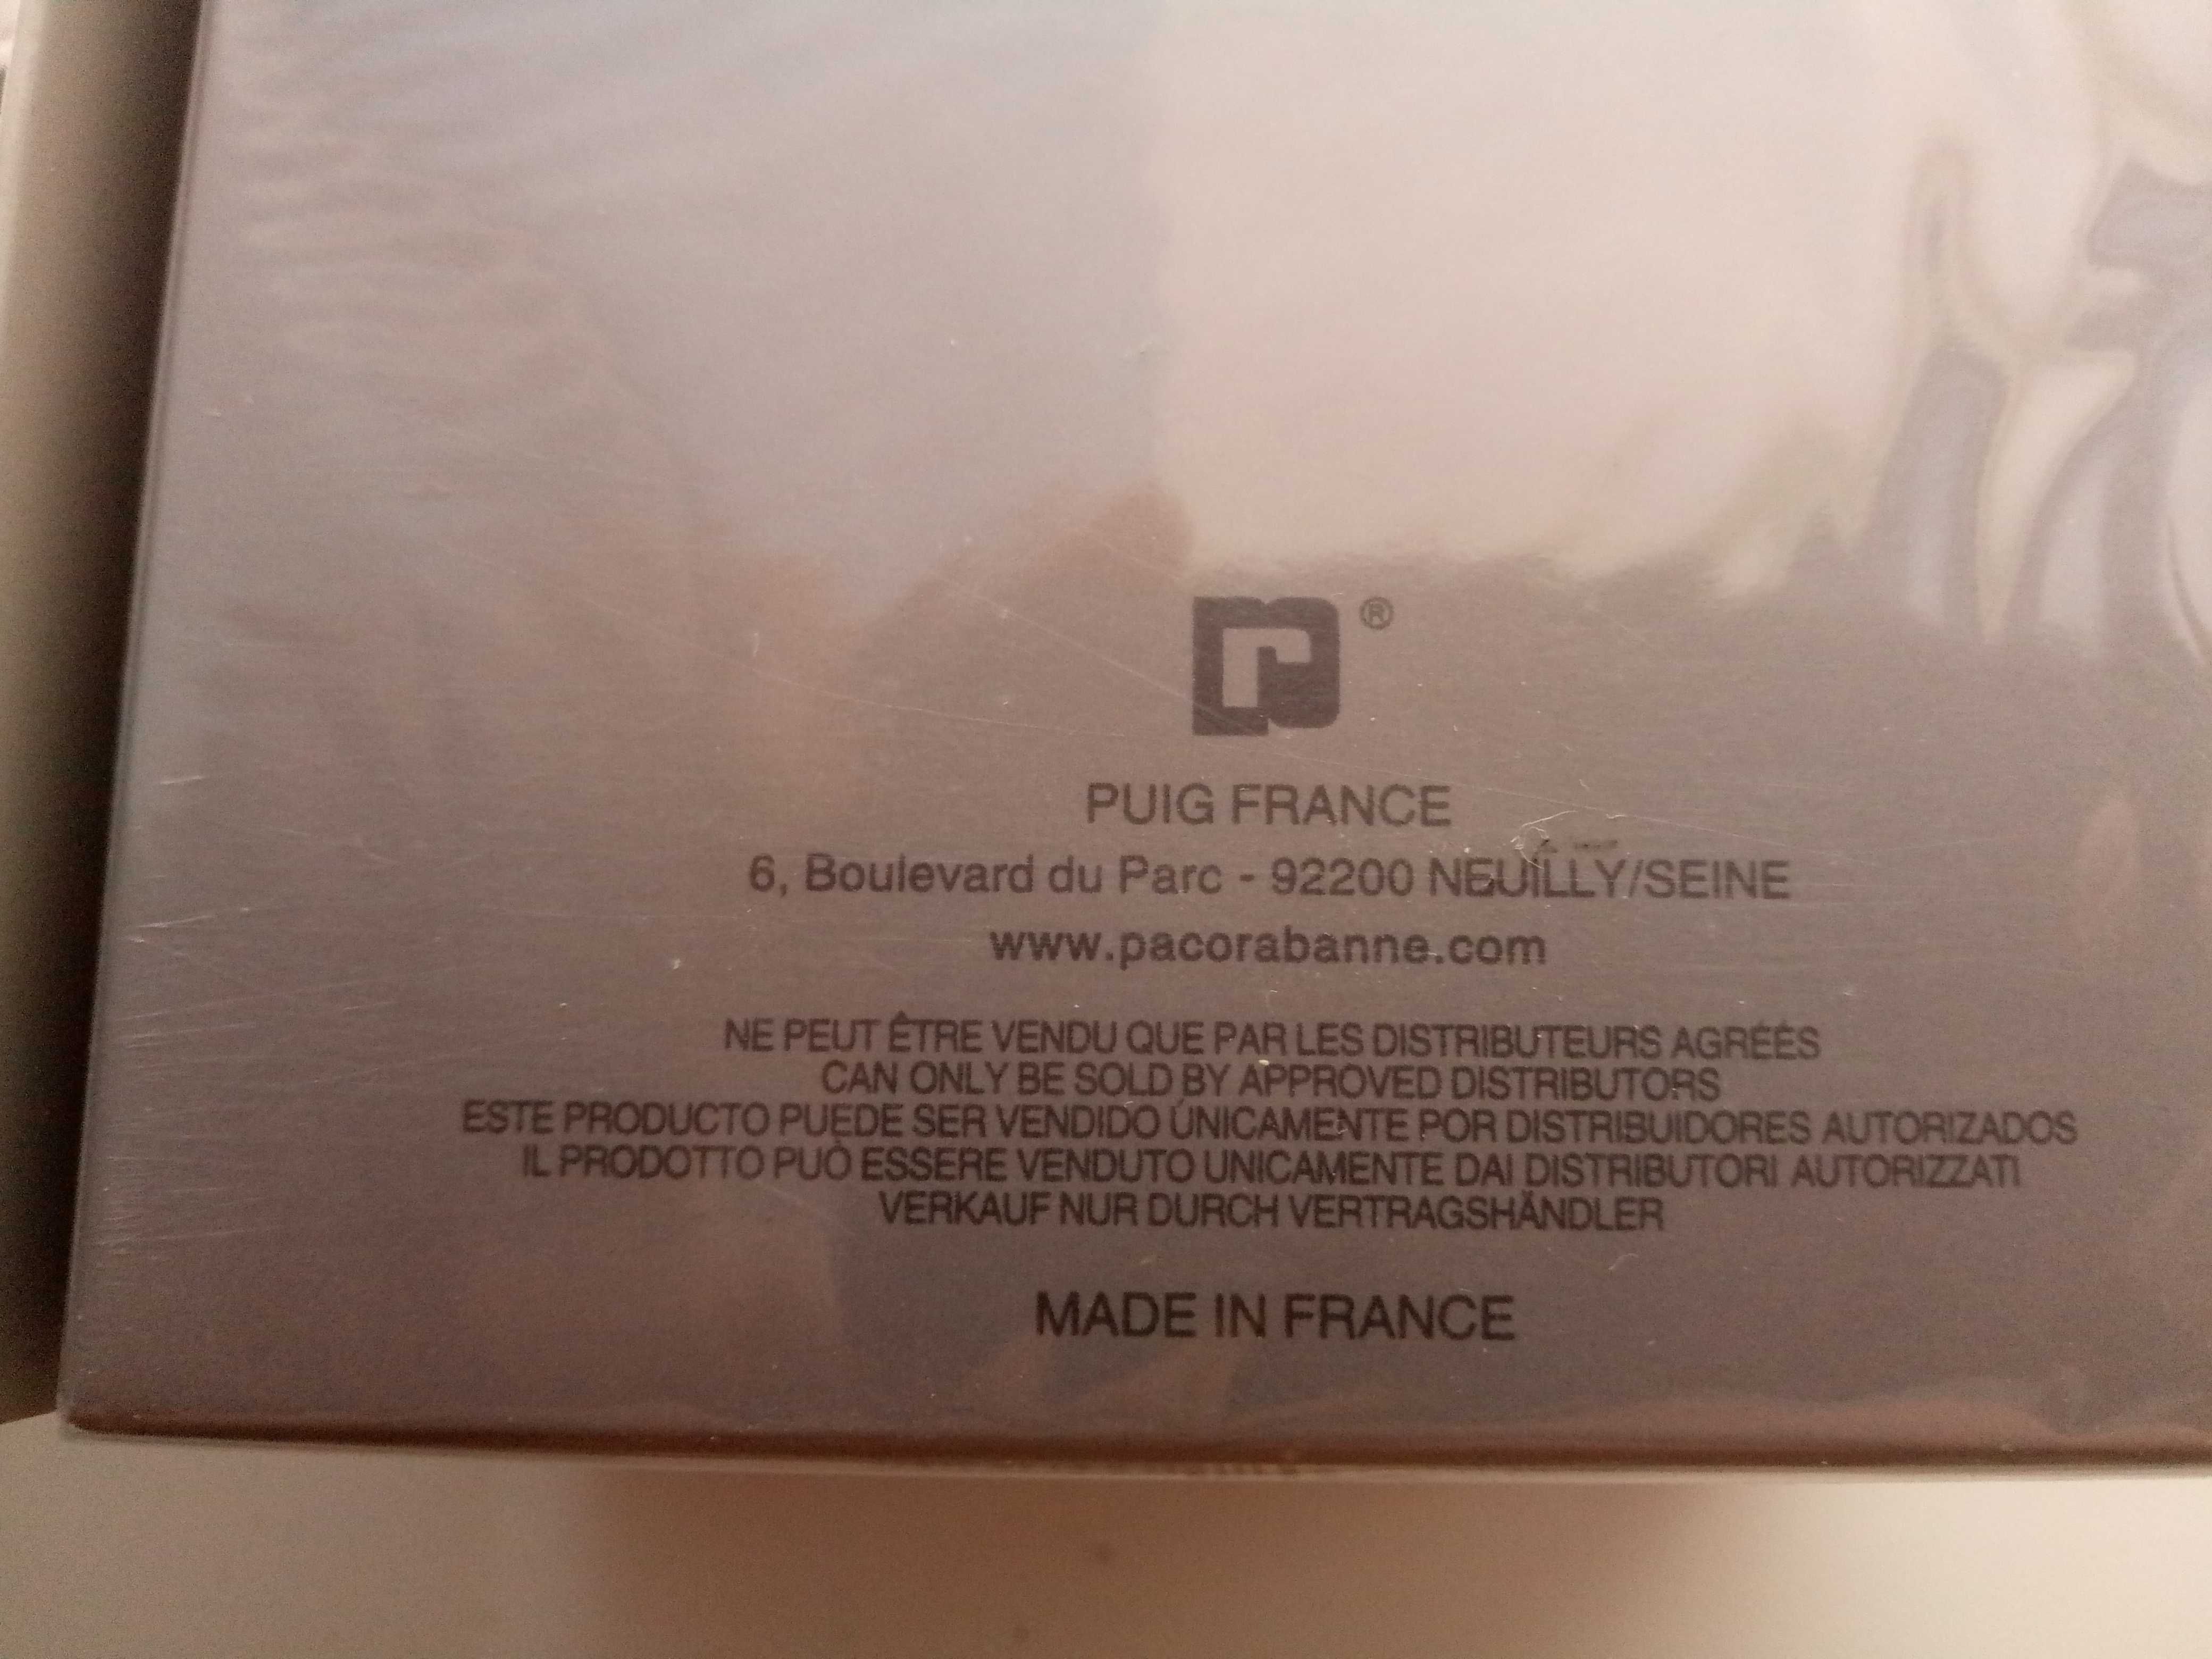 ®
PUIG FRANCE
6, Boulevard du Parc - 92200 NEUILLY/SEINE
www.pacorabanne.com
NE PEUT ÊTRE VENDU QUE PAR LES DISTRIBUTEURS AGRÉÉS
CAN ONLY BE SOLD BY APPROVED DISTRIBUTORS
ESTE PRODUCTO PUEDE SER VENDIDO ÚNICAMENTE POR DISTRIBUIDORES AUTORIZADOS
IL PRODOTTO PUÒ ESSERE VENDUTO UNICAMENTE DAI DISTRIBUTORI AUTORIZZATI
VERKAUF NUR DURCH VERTRAGSHÄNDLER
MADE IN FRANCE